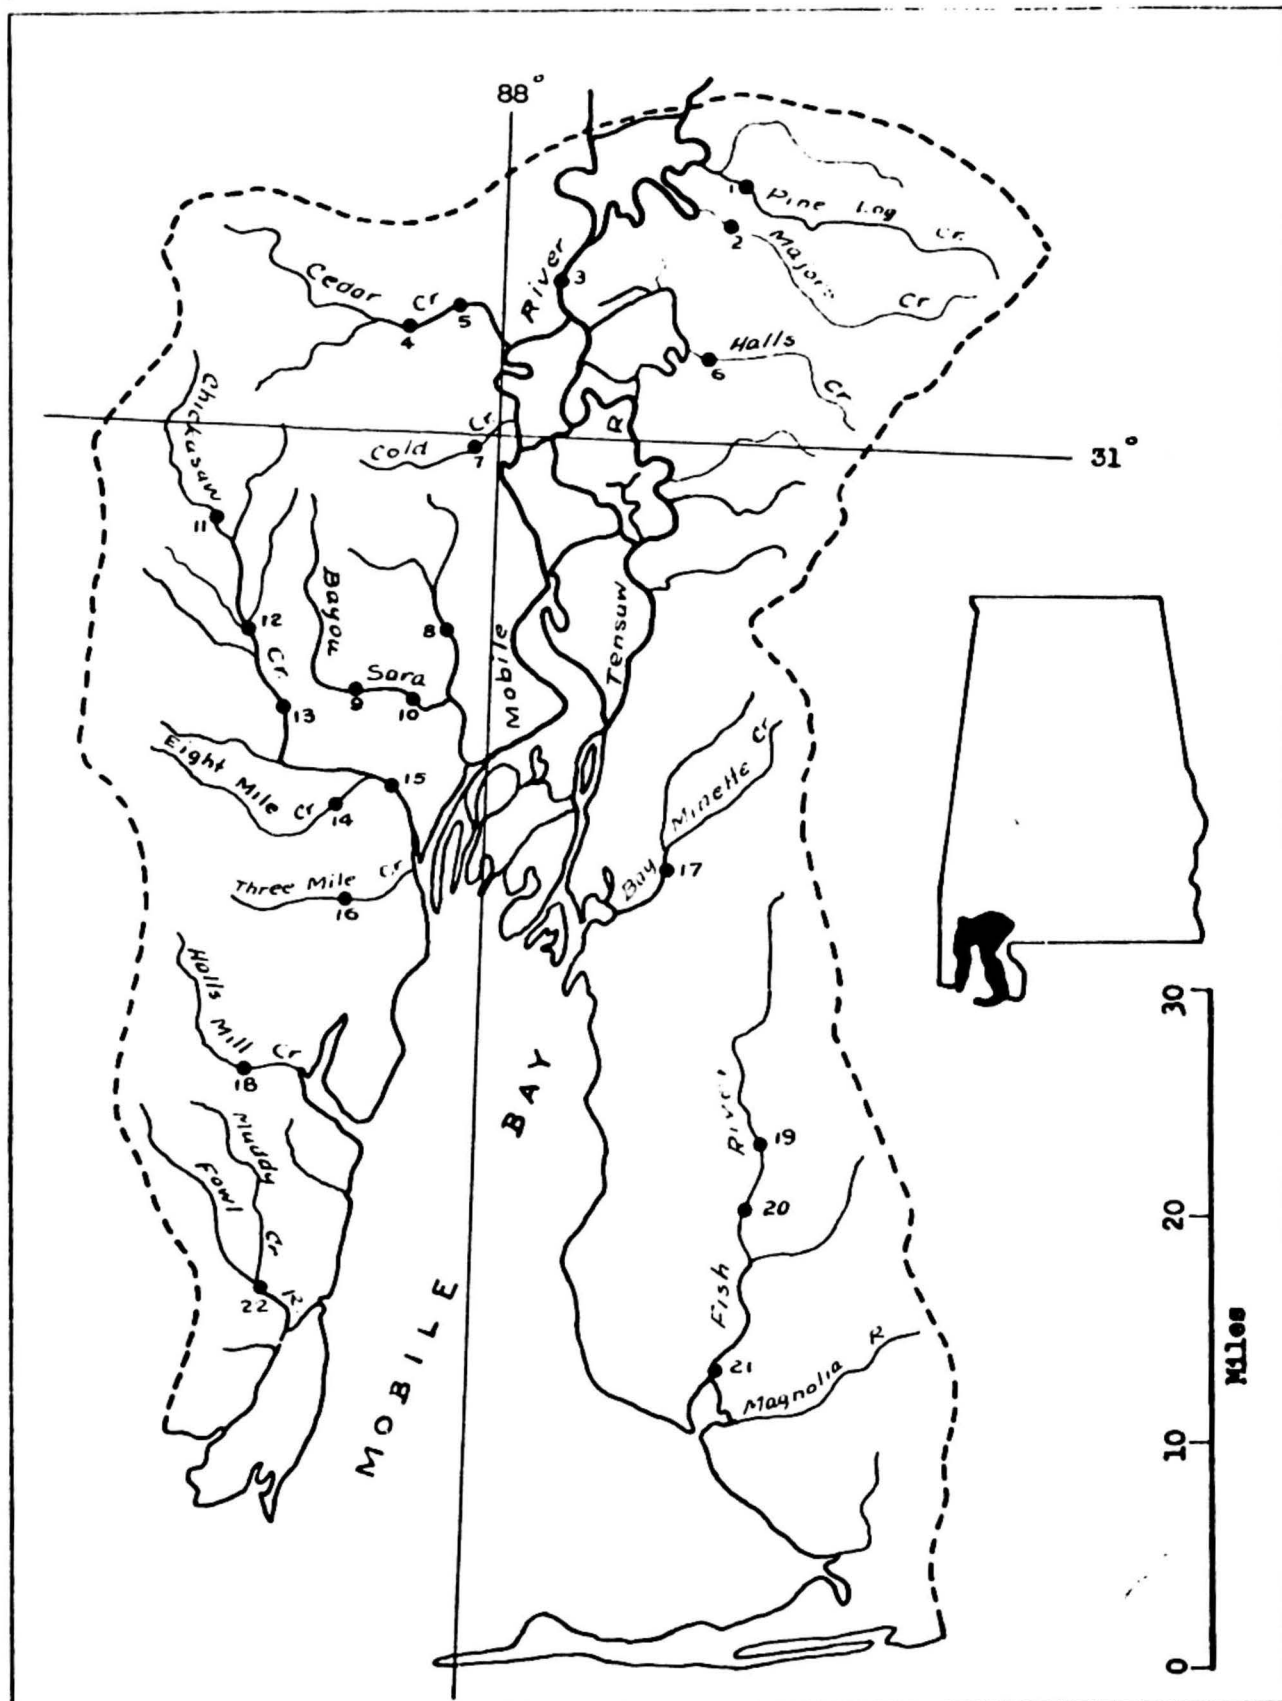 88°
1
Pine Log Cr.
2
Majors Cr
River
3
Cedar Cr
5
4
Halls Cr
6
Chickasaw Cr.
Cold Cr.
7
R
31°
11
Bayou Sara
12
8
Mobile
Tensaw
9
10
13
Eight Mile Cr
15
14
Bay Minette Cr
17
Three Mile Cr
16
Halls Mill Cr
18
30
MOBILE BAY
Muddy Cr
Fowl R.
Fish River
19
20
20
22
21
Magnolia R
Miles
10
0